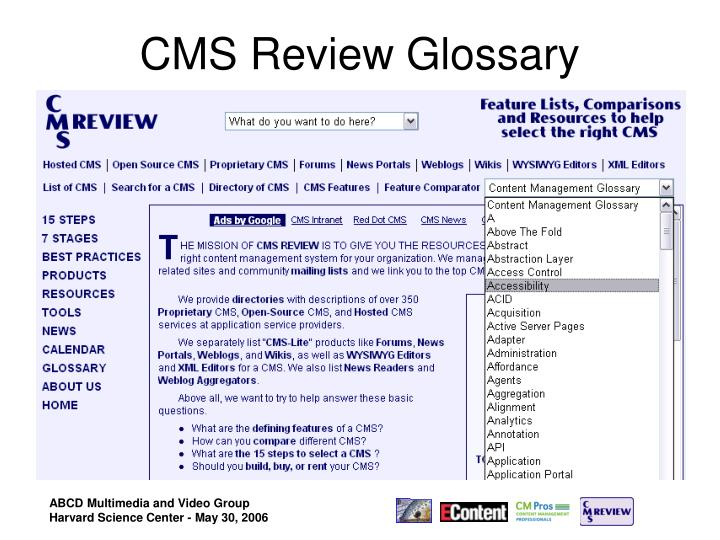 CMS Review Glossary
CMS REVIEW
What do you want to do here?
Feature Lists, Comparisons
and Resources to help
select the right CMS
Hosted CMS | Open Source CMS | Proprietary CMS | Forums | News Portals | Weblogs | Wikis | WYSIWYG Editors | XML Editors
List of CMS | Search for a CMS | Directory of CMS | CMS Features | Feature Comparator
Content Management Glossary
15 STEPS
7 STAGES
BEST PRACTICES
PRODUCTS
RESOURCES
TOOLS
NEWS
CALENDAR
GLOSSARY
ABOUT US
HOME
Ads by Google CMS Intranet Red Dot CMS CMS News
THE MISSION OF CMS REVIEW IS TO GIVE YOU THE RESOURCES
right content management system for your organization. We
related sites and community mailing lists and we link you to the top
We provide directories with descriptions of over 350
Proprietary CMS, Open-Source CMS, and Hosted CMS
services at application service providers.
We separately list "CMS-Lite" products like Forums, News
Portals, Weblogs, and Wikis, as well as WYSIWYG Editors
and XML Editors for a CMS. We also list News Readers and
Weblog Aggregators.
Above all, we want to try to help answer these basic
questions.
● What are the defining features of a CMS?
● How can you compare different CMS?
● What are the 15 steps to select a CMS ?
● Should you build, buy, or rent your CMS?
Content Management Glossary
A
Above The Fold
Abstract
Abstraction Layer
Access Control
Accessibility
ACID
Acquisition
Active Server Pages
Adapter
Administration
Affordance
Agents
Aggregation
Alignment
Analytics
Annotation
API
Application
Application Portal
ABCD Multimedia and Video Group
Harvard Science Center - May 30, 2006
EContent
CM Pros
CONTENT MANAGEMENT
PROFESSIONALS
CMS REVIEW